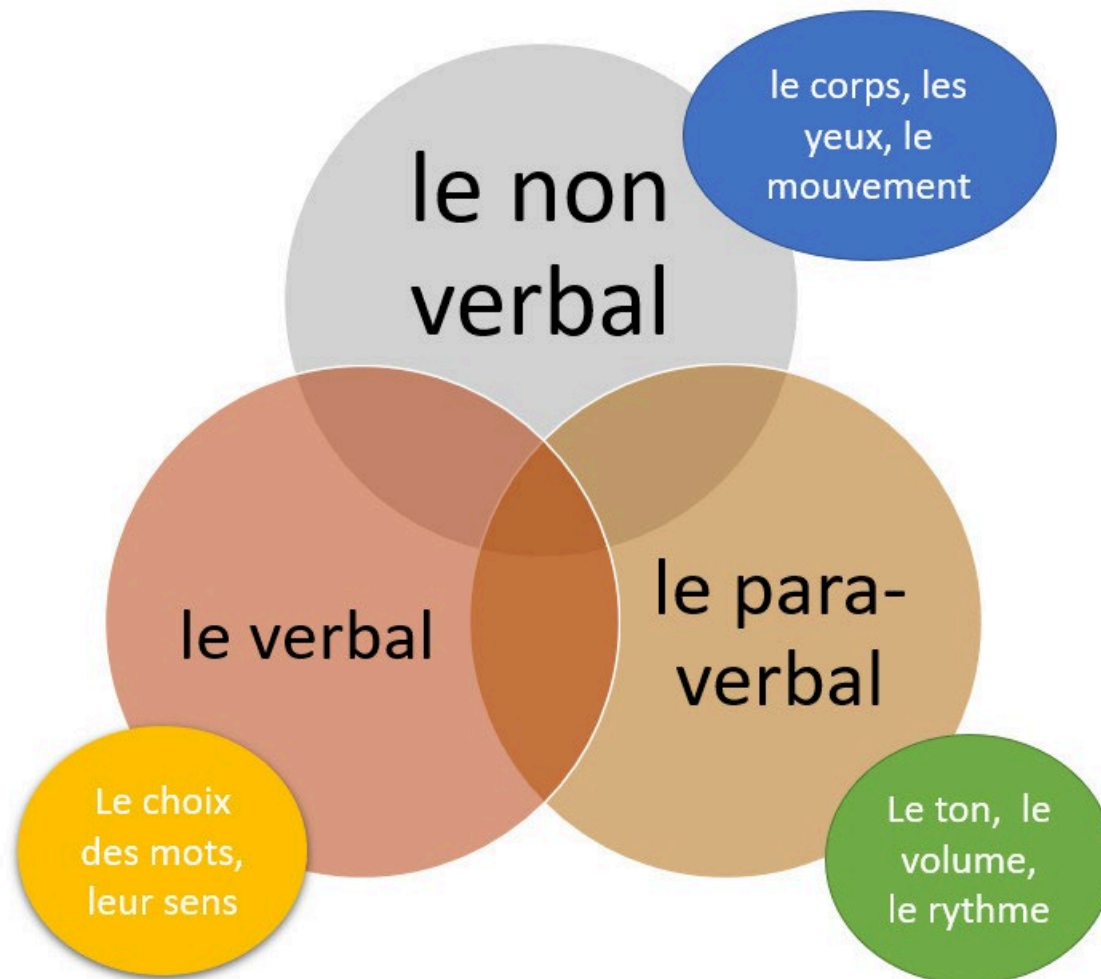 le corps, les
yeux, le
mouvement
le non
verbal
le verbal
le para-
verbal
Le choix
des mots,
leur sens
Le ton, le
volume,
le rythme